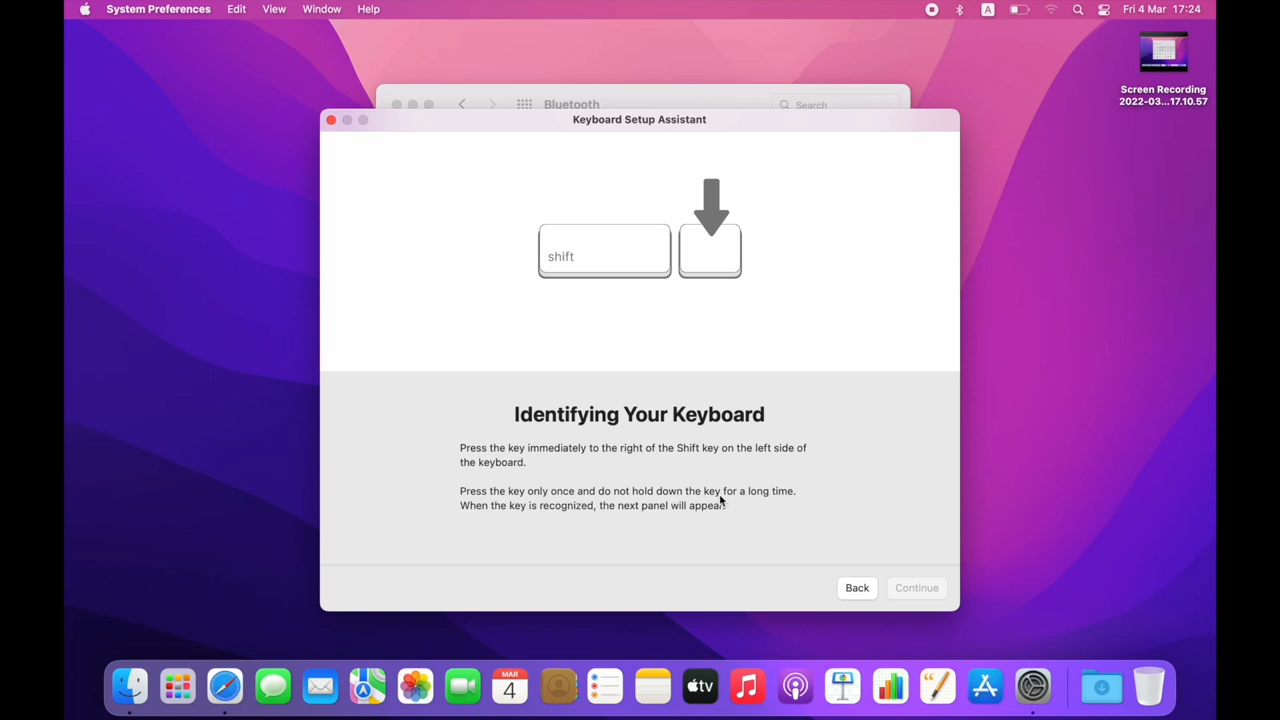 System Preferences Edit View Window Help
A
Fri 4 Mar 17:24
Bluetooth
Search
Screen Recording
2022-03...17.10.57
Keyboard Setup Assistant
shift
Identifying Your Keyboard
Press the key immediately to the right of the Shift key on the left side of
the keyboard.
Press the key only once and do not hold down the key for a long time.
When the key is recognized, the next panel will appear.
Back
Continue
MAR
4
tv